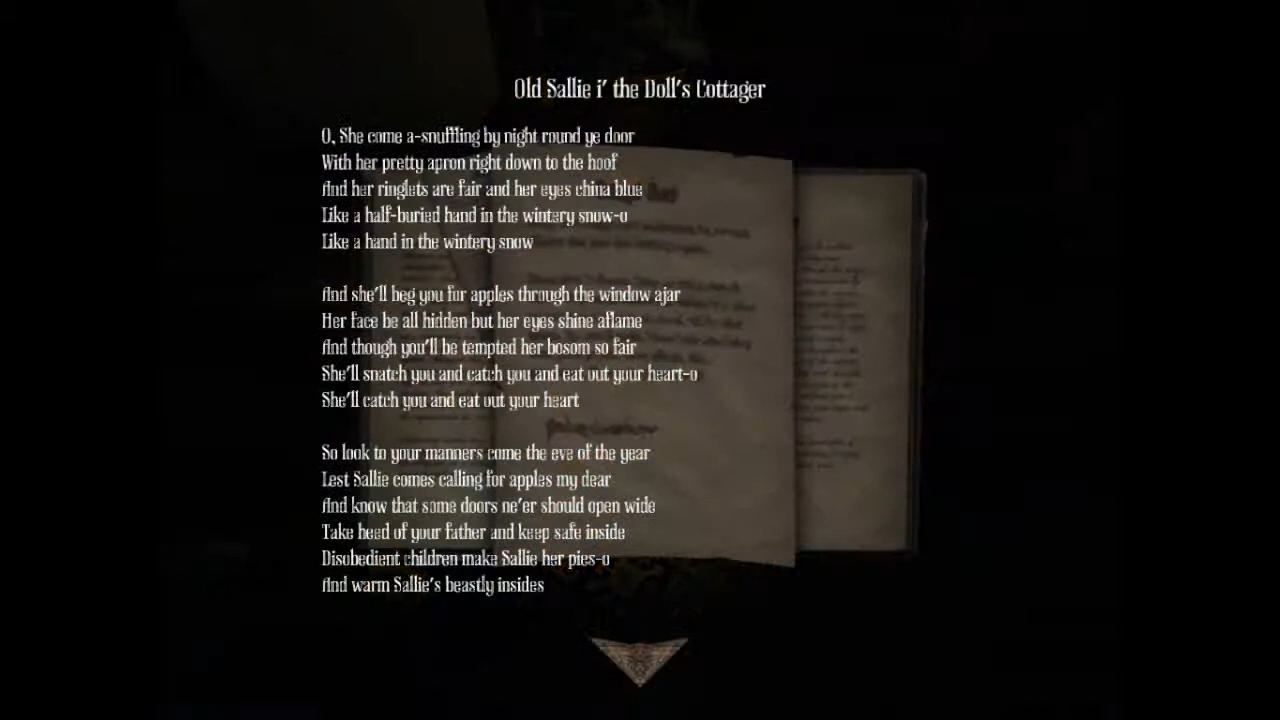 Old Sallie i' the Doll's Cottager
O, She come a-snuffling by night round ye door
With her pretty apron right down to the hoof
And her ringlets are fair and her eyes china blue
Like a half-buried hand in the wintery snow-o
Like a hand in the wintery snow
And she'll beg you for apples through the window ajar
Her face be all hidden but her eyes shine aflame
And though you'll be tempted her bosom so fair
She'll snatch you and catch you and eat out your heart-o
She'll catch you and eat out your heart
So look to your manners come the eve of the year
Lest Sallie comes calling for apples my dear
And know that some doors ne'er should open wide
Take heed of your father and keep safe inside
Disobedient children make Sallie her pies-o
And warm Sallie's beastly insides